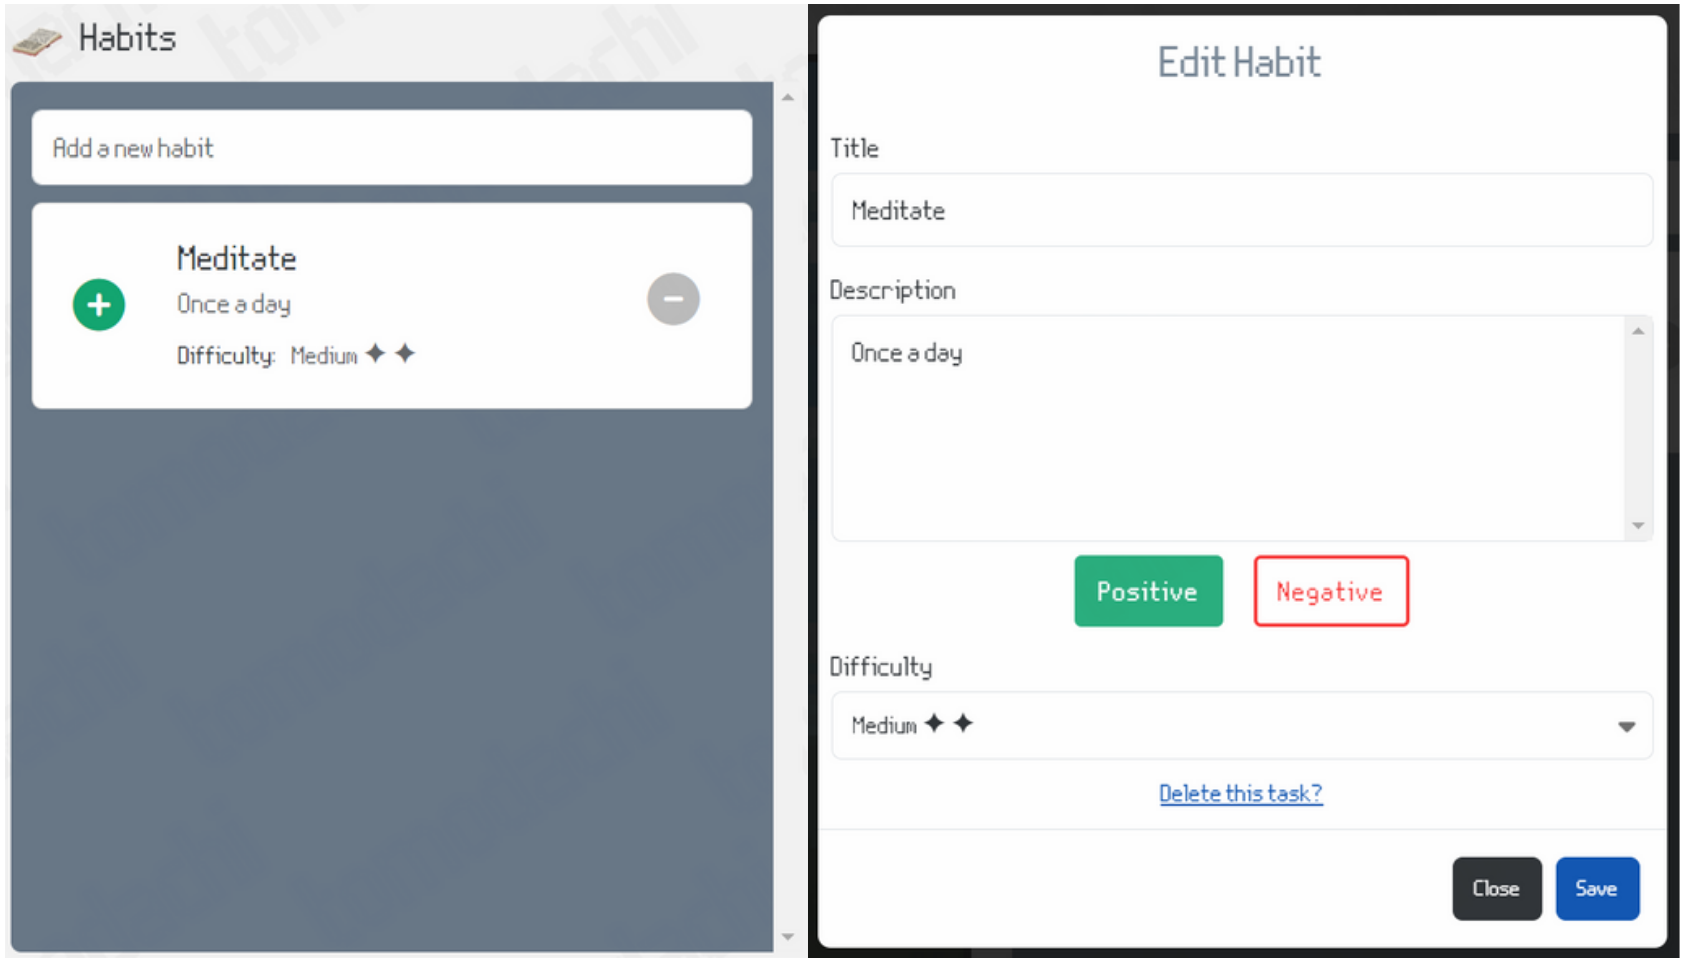 Habits
Add a new habit
Meditate
Once a day
Difficulty: Medium ✦ ✦
Edit Habit
Title
Meditate
Description
Once a day
Positive
Negative
Difficulty
Medium ✦ ✦
Delete this task?
Close
Save